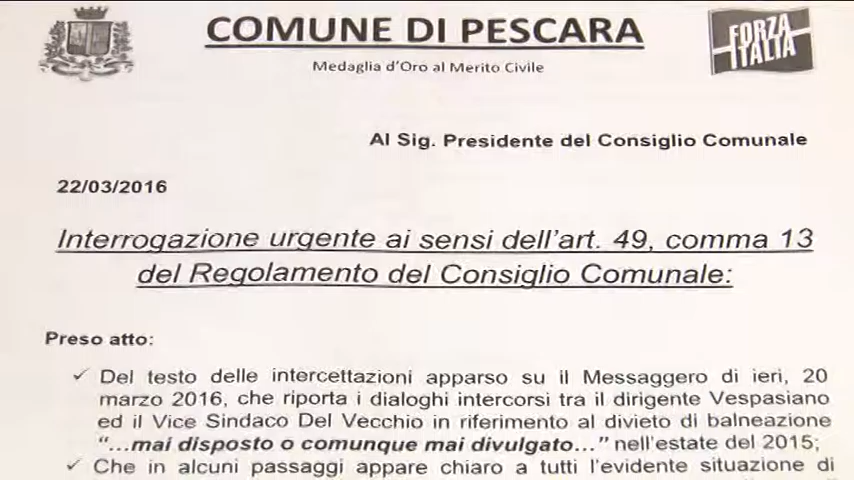 COMUNE DI PESCARA
Medaglia d'Oro al Merito Civile
FORZA
ITALIA
Al Sig. Presidente del Consiglio Comunale
22/03/2016
Interrogazione urgente ai sensi dell'art. 49, comma 13
del Regolamento del Consiglio Comunale:
Preso atto:
✓ Del testo delle intercettazioni apparso su il Messaggero di ieri, 20
marzo 2016, che riporta i dialoghi intercorsi tra il dirigente Vespasiano
ed il Vice Sindaco Del Vecchio in riferimento al divieto di balneazione
“...mai disposto o comunque mai divulgato...” nell'estate del 2015;
✓ Che in alcuni passaggi appare chiaro a tutti l'evidente situazione di